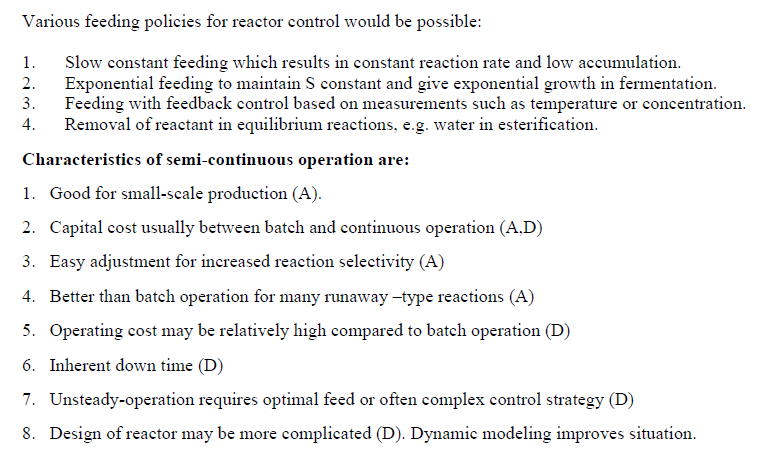 Various feeding policies for reactor control would be possible:
1. Slow constant feeding which results in constant reaction rate and low accumulation.
2. Exponential feeding to maintain S constant and give exponential growth in fermentation.
3. Feeding with feedback control based on measurements such as temperature or concentration.
4. Removal of reactant in equilibrium reactions, e.g. water in esterification.
Characteristics of semi-continuous operation are:
1. Good for small-scale production (A).
2. Capital cost usually between batch and continuous operation (A,D)
3. Easy adjustment for increased reaction selectivity (A)
4. Better than batch operation for many runaway –type reactions (A)
5. Operating cost may be relatively high compared to batch operation (D)
6. Inherent down time (D)
7. Unsteady-operation requires optimal feed or often complex control strategy (D)
8. Design of reactor may be more complicated (D). Dynamic modeling improves situation.